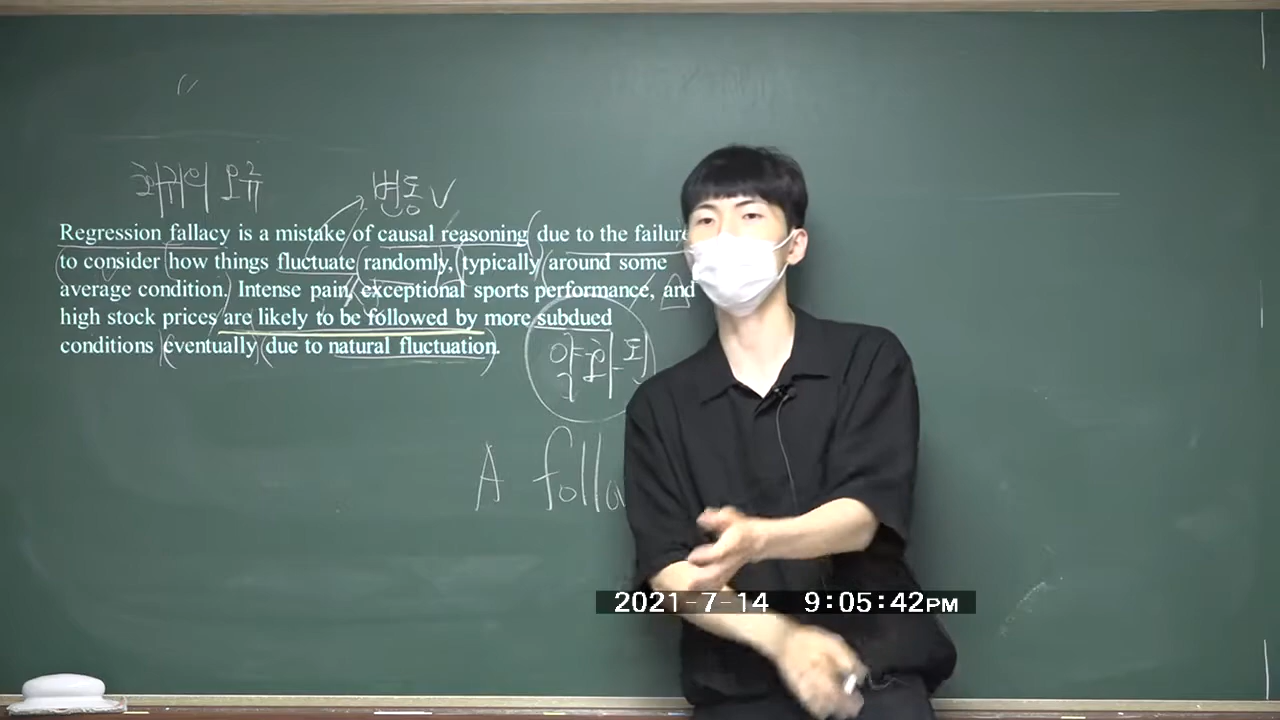 회귀의 오류
변동
Regression fallacy is a mistake of causal reasoning due to the failure
to consider how things fluctuate randomly, typically around some
average condition. Intense pain, exceptional sports performance, and
high stock prices are likely to be followed by more subdued
conditions eventually due to natural fluctuation.
약화된
A follo
2021-7-14 9:05:42PM